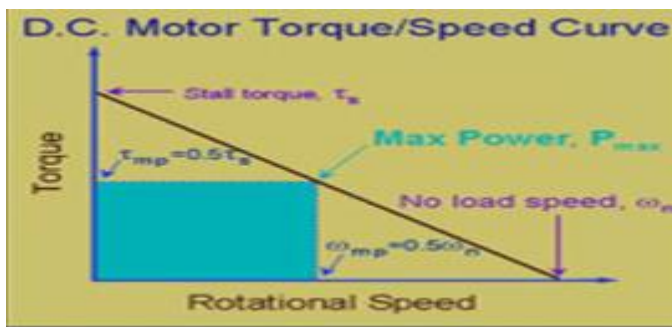 D.C. Motor Torque/Speed Curve
Stall torque, τₛ
Max Power, Pₘₐₓ
τₘₚ=0.5τₛ
No load speed, ωₙ
ωₘₚ=0.5ωₙ
Torque
Rotational Speed